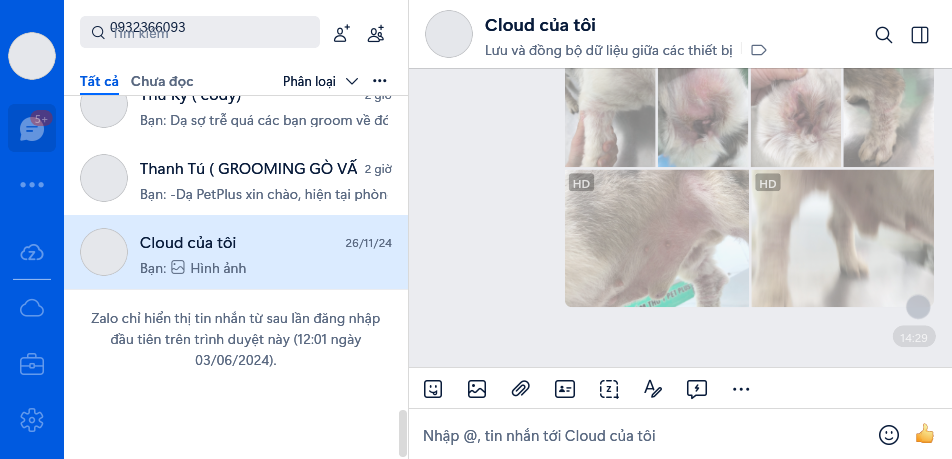 0932366093
Tìm kiếm
5+
Tất cả Chưa đọc Phân loại
Thu ky ( cody) 2 giờ
Bạn: Dạ sợ trễ quá các bạn groom về đó
Thanh Tú ( GROOMING GÒ VẤ 2 giờ
Bạn: -Dạ PetPlus xin chào, hiện tại phòn
Cloud của tôi 26/11/24
Bạn: Hình ảnh
Zalo chỉ hiển thị tin nhắn từ sau lần đăng nhập
đầu tiên trên trình duyệt này (12:01 ngày
03/06/2024).
Cloud của tôi
Lưu và đồng bộ dữ liệu giữa các thiết bị
HD
HD
14:29
Nhập @, tin nhắn tới Cloud của tôi